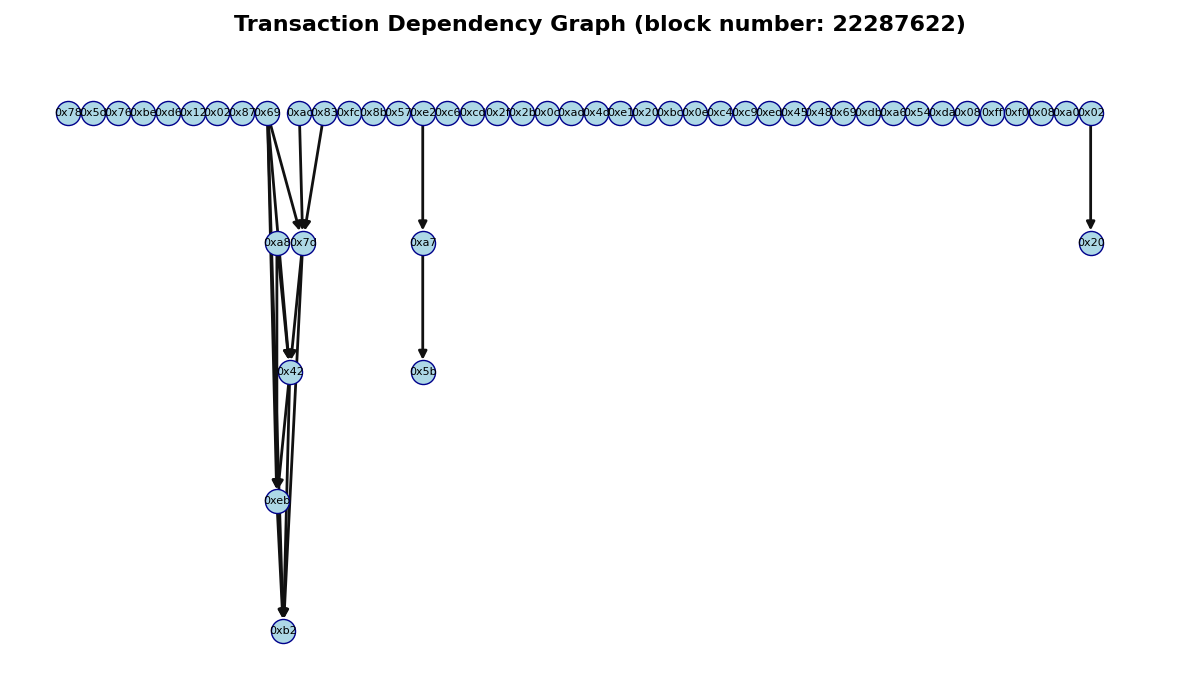 Transaction Dependency Graph (block number: 22287622)
0x78 0x5c 0x76 0xbe 0xd6 0x12 0x02 0x87 0x69 0xac 0x83 0xfc 0x8b 0x57 0xe2 0xc6 0xcd 0x2f 0x2b 0x0c 0xad 0x4c 0xe1 0x20 0xbc 0x0e 0xc4 0xc9 0xed 0x45 0x48 0x69 0xdb 0xa6 0x54 0xda 0x08 0xff 0xf0 0x08 0xa0 0x02
0xa8 0x7d 0xa7 0x20
0x42 0x5b
0xeb
0xb2